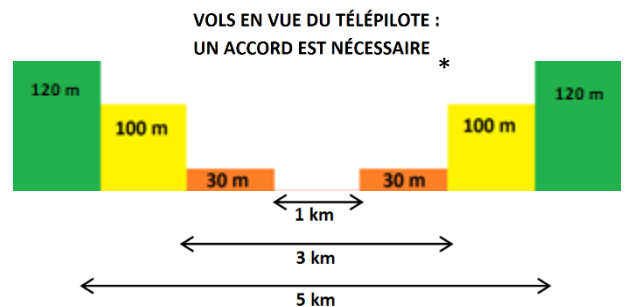 VOLS EN VUE DU TÉLÉPILOTE :
UN ACCORD EST NÉCESSAIRE *
120 m 120 m
100 m 100 m
30 m 30 m
1 km
3 km
5 km